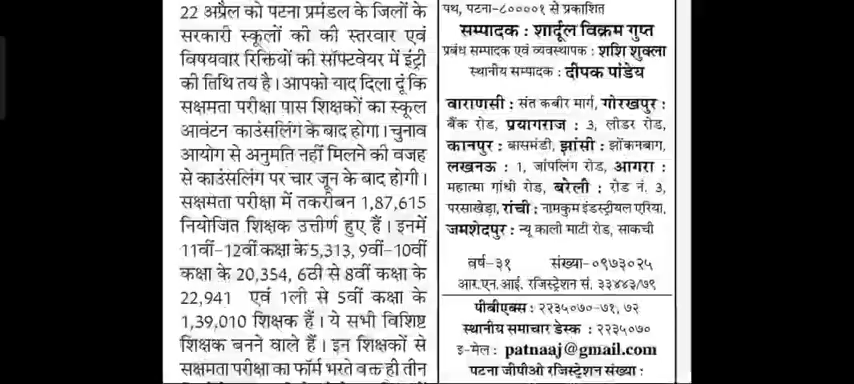 22 अप्रैल को पटना प्रमंडल के जिलों के
सरकारी स्कूलों की की स्तरवार एवं
विषयवार रिक्तियों की सॉफ्टवेयर में इंट्री
की तिथि तय है। आपको याद दिला दूं कि
सक्षमता परीक्षा पास शिक्षकों का स्कूल
आवंटन काउंसलिंग के बाद होगा। चुनाव
आयोग से अनुमति नहीं मिलने की वजह
से काउंसलिंग पर चार जून के बाद होगी।
सक्षमता परीक्षा में तकरीबन 1,87,615
नियोजित शिक्षक उत्तीर्ण हुए हैं। इनमें
11वीं-12वीं कक्षा के 5,313, 9वीं-10वीं
कक्षा के 20,354, 6ठी से 8वीं कक्षा के
22,941 एवं 1ली से 5वीं कक्षा के
1,39,010 शिक्षक हैं। ये सभी विशिष्ट
शिक्षक बनने वाले हैं। इन शिक्षकों से
सक्षमता परीक्षा का फॉर्म भरते वक्त ही तीन
पथ, पटना-८००००१ से प्रकाशित
सम्पादक : शार्दूल विक्रम गुप्त
प्रबंध सम्पादक एवं व्यवस्थापक : शशि शुक्ला
स्थानीय सम्पादक : दीपक पांडेय
वाराणसी : संत कबीर मार्ग, गोरखपुर :
बैंक रोड, प्रयागराज : 3, लीडर रोड,
कानपुर : बासमंडी, झांसी : झोंकनबाग,
लखनऊ : 1, जॉपलिंग रोड, आगरा :
महात्मा गांधी रोड, बरेली : रोड नं. 3,
परसाखेड़ा, रांची : नामकुम इंडस्ट्रीयल एरिया,
जमशेदपुर : न्यू काली माटी रोड, साकची
वर्ष-३१ संख्या-०९७३०२५
आर.एन.आई. रजिस्ट्रेशन सं. ३३४४३/७९
पीबीएक्स : २२३५०७०-७१, ७२
स्थानीय समाचार डेस्क : २२३५०७०
इ-मेल : patnaaj@gmail.com
पटना जीपीओ रजिस्ट्रेशन संख्या :